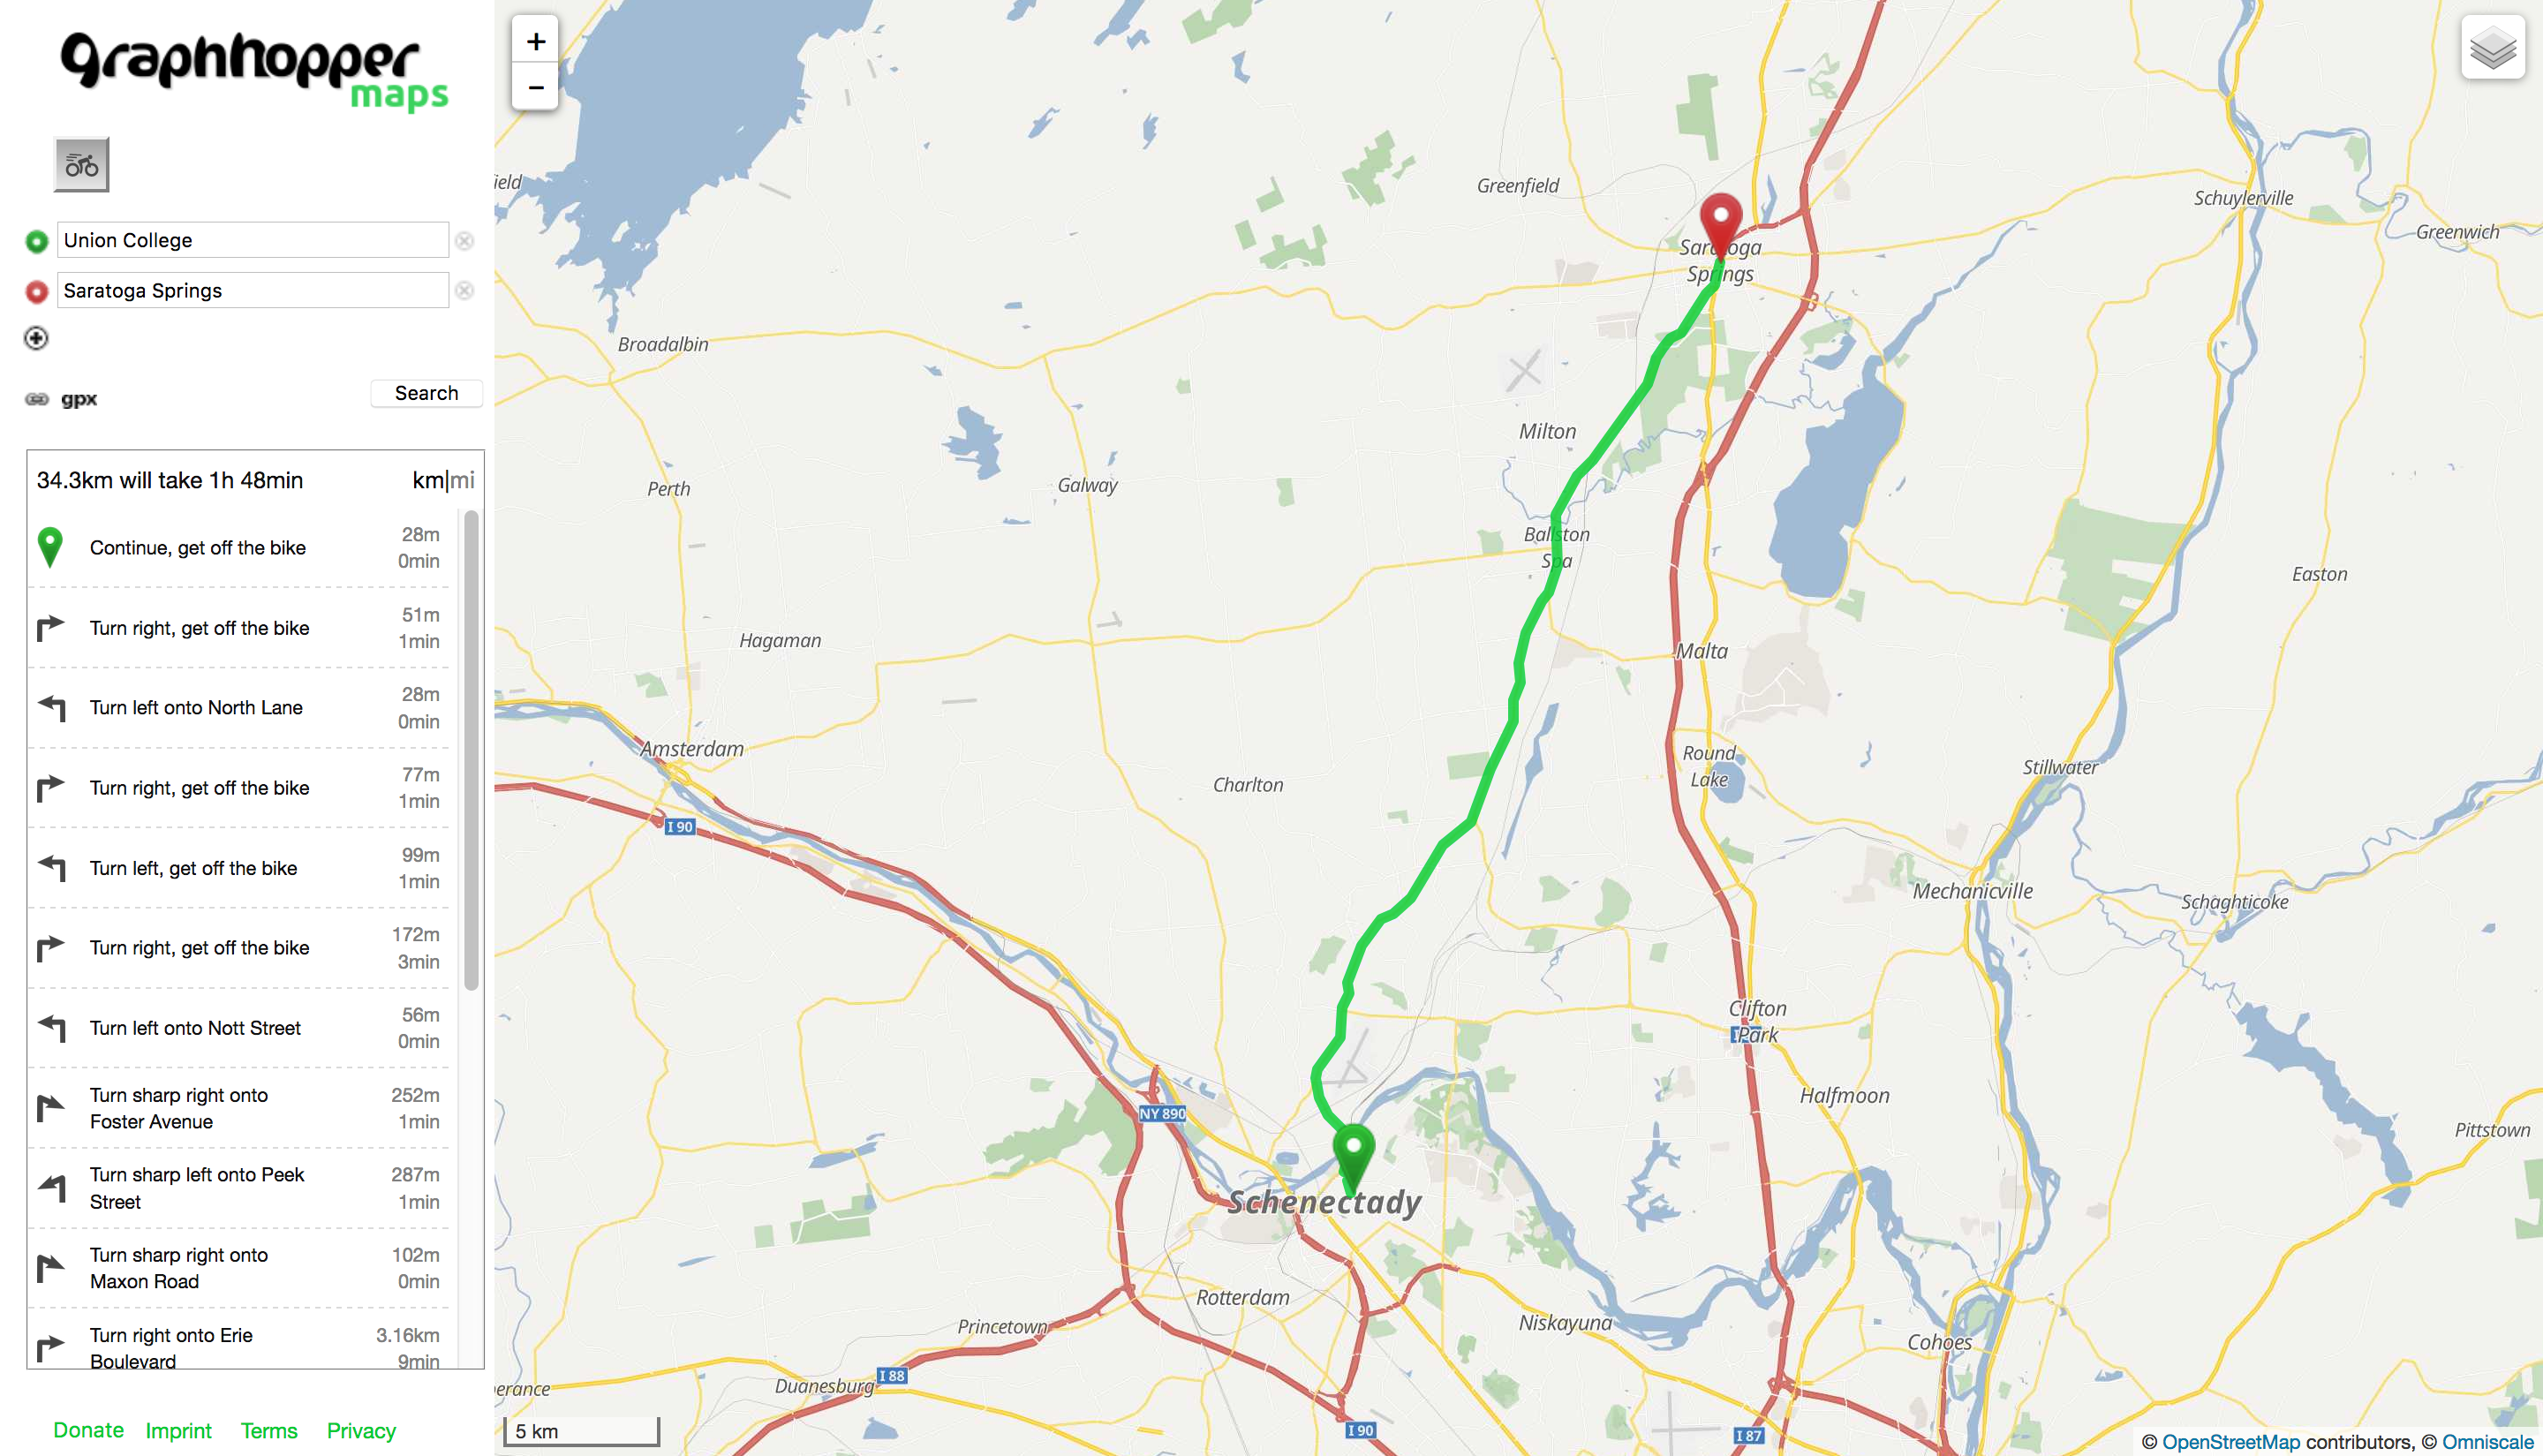 graphhopper
maps
Union College
Saratoga Springs
gpx
Search
34.3km will take 1h 48min
km|mi
Continue, get off the bike
28m
0min
Turn right, get off the bike
51m
1min
Turn left onto North Lane
28m
0min
Turn right, get off the bike
77m
1min
Turn left, get off the bike
99m
1min
Turn right, get off the bike
172m
3min
Turn left onto Nott Street
56m
0min
Turn sharp right onto
Foster Avenue
252m
1min
Turn sharp left onto Peek
Street
287m
1min
Turn sharp right onto
Maxon Road
102m
0min
Turn right onto Erie
Boulevard
3.16km
9min
Donate Imprint Terms Privacy
+
−
ield
Greenfield
Schuylerville
Greenwich
Saratoga
Springs
Broadalbin
Milton
Perth
Galway
Ballston
Spa
Easton
Hagaman
Malta
Amsterdam
Round
Lake
Stillwater
Charlton
I 90
Mechanicville
Schaghticoke
Clifton
Park
Halfmoon
NY 890
Pittstown
Schenectady
Rotterdam
Princetown
Niskayuna
Cohoes
I 88
Duanesburg
erance
5 km
I 90
I 87
© OpenStreetMap contributors, © Omniscale